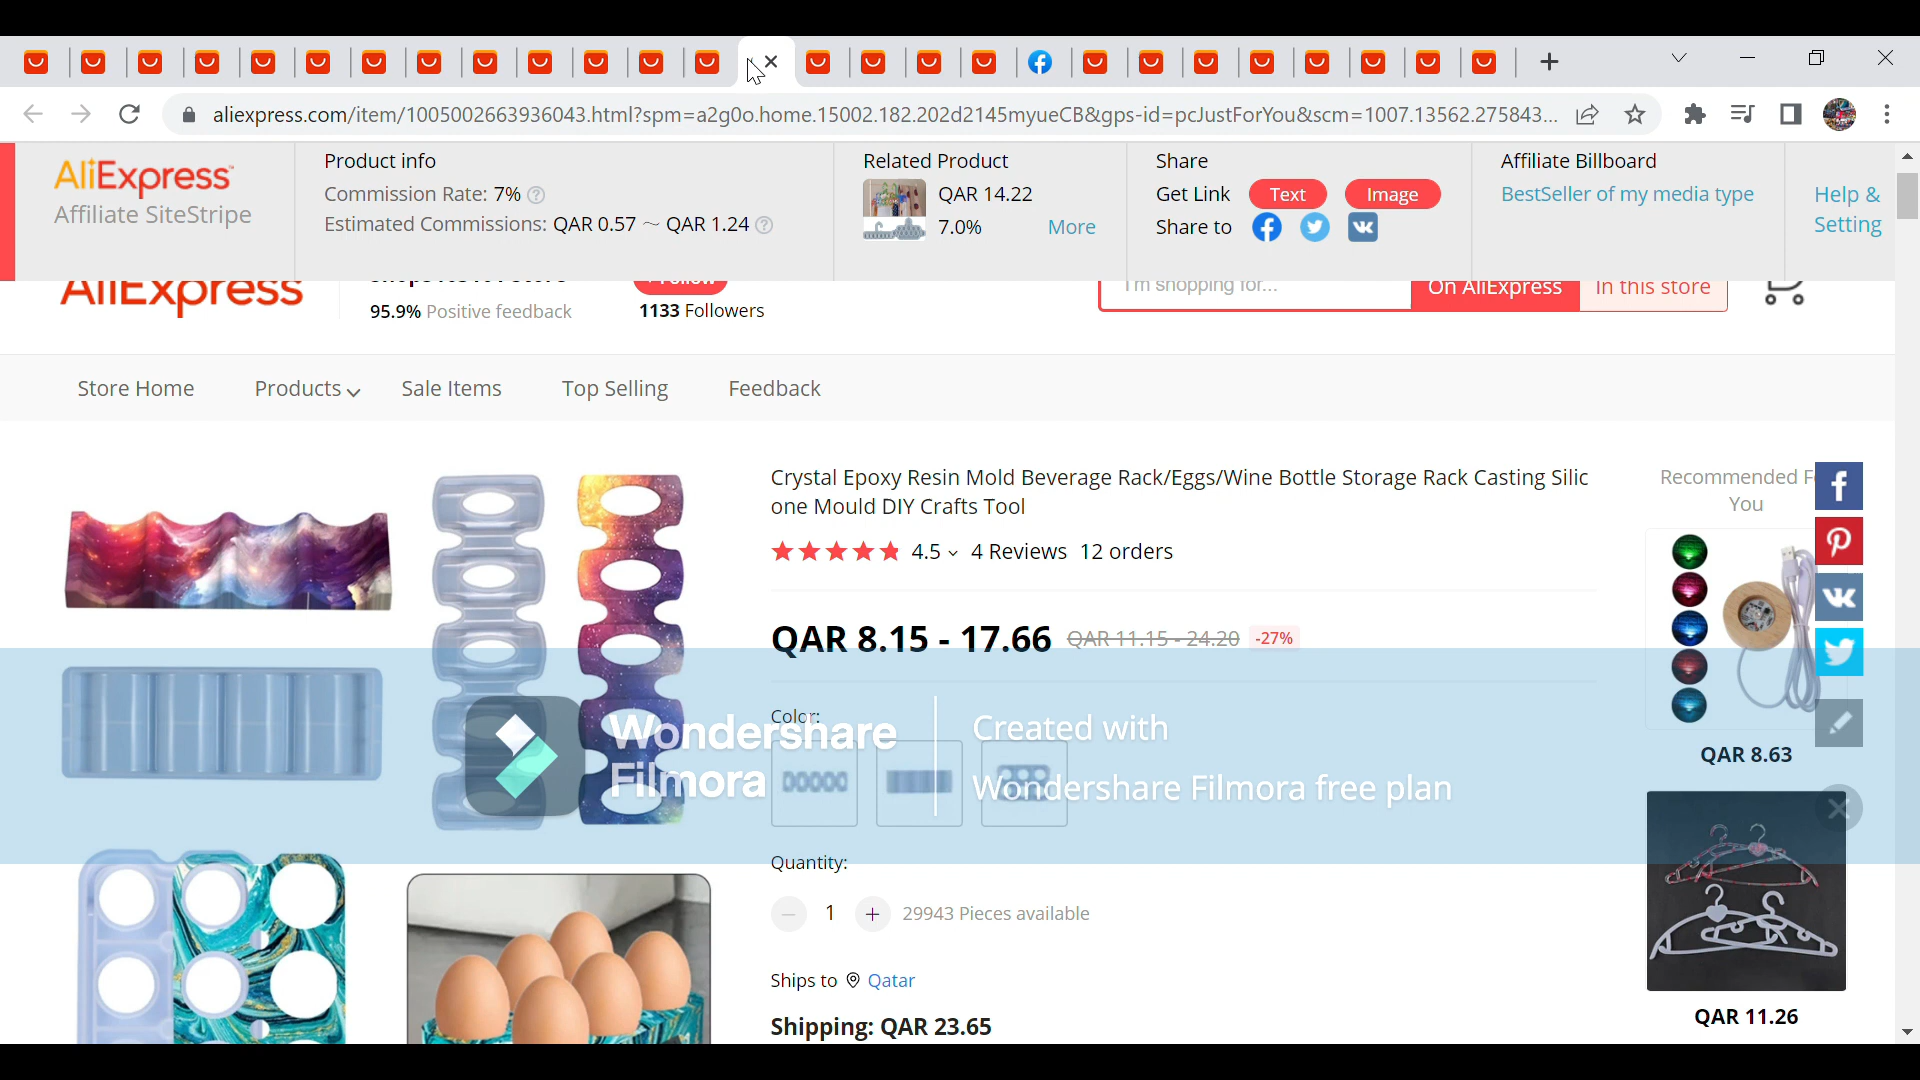 aliexpress.com/item/1005002663936043.html?spm=a2g0o.home.15002.182.202d2145myueCB&gps-id=pcJustForYou&scm=1007.13562.275843...
AliExpress™
Affiliate SiteStripe
Product info
Commission Rate: 7% ?
Estimated Commissions: QAR 0.57 ~ QAR 1.24 ?
Related Product
QAR 14.22
7.0% More
Share
Get Link Text Image
Share to
Affiliate Billboard
BestSeller of my media type
Help &
Setting
AliExpress
95.9% Positive feedback
+ Follow
1133 Followers
I'm shopping for...
On AliExpress
In this store
Store Home Products Sale Items Top Selling Feedback
Crystal Epoxy Resin Mold Beverage Rack/Eggs/Wine Bottle Storage Rack Casting Silic
one Mould DIY Crafts Tool
4.5 4 Reviews 12 orders
QAR 8.15 - 17.66 QAR 11.15 - 24.20 -27%
Color:
Wondershare
Filmora
Created with
Wondershare Filmora free plan
Quantity:
1 + 29943 Pieces available
Ships to Qatar
Shipping: QAR 23.65
Recommended F
You
QAR 8.63
QAR 11.26